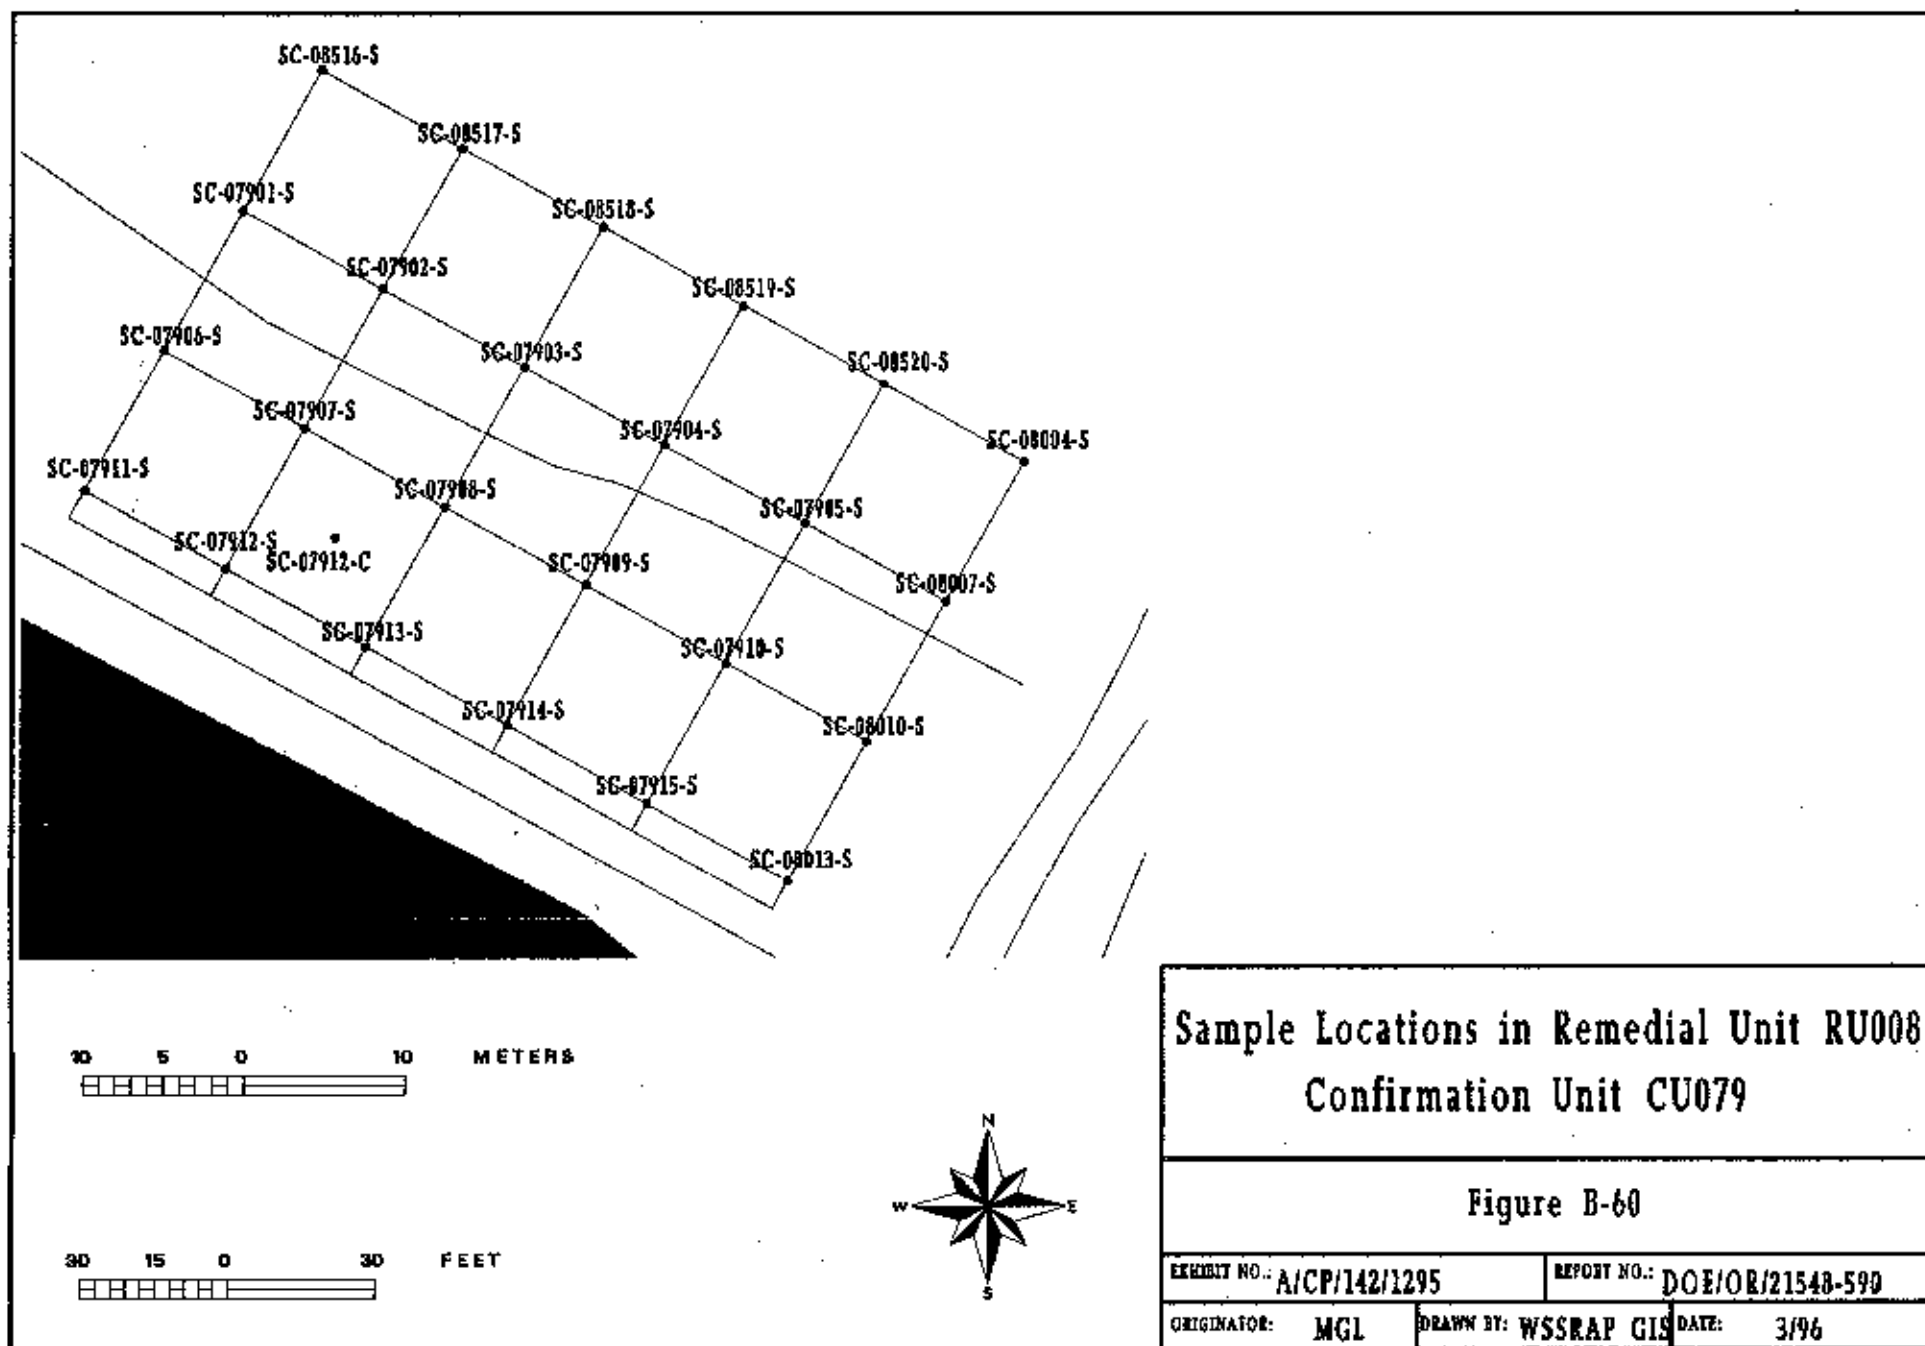 SC-08516-S
SC-08517-S
SC-07901-S
SC-08518-S
SC-07902-S
SC-08519-S
SC-07906-S
SC-07903-S
SC-08520-S
SC-07907-S
SC-07904-S
SC-08004-S
SC-07911-S
SC-07908-S
SC-07905-S
SC-07912-S
SC-07912-C
SC-07909-S
SC-08007-S
SC-07913-S
SC-07910-S
SC-07914-S
SC-08010-S
SC-07915-S
SC-08013-S
10 5 0 10 METERS
30 15 0 30 FEET
N
W E
S
Sample Locations in Remedial Unit RU008
Confirmation Unit CU079
Figure B-60
EXHIBIT NO.: A/CP/142/1295
REPORT NO.: DOE/OR/21548-590
ORIGINATOR: MGL
DRAWN BY: WSSRAP GIS
DATE: 3/96